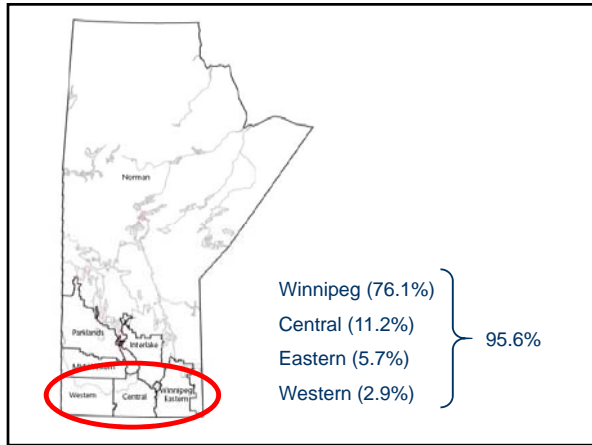 Norman
Parklands
Interlake
Western
Central
Winnipeg
Eastern
Winnipeg (76.1%)
Central (11.2%)
Eastern (5.7%)
Western (2.9%)
95.6%